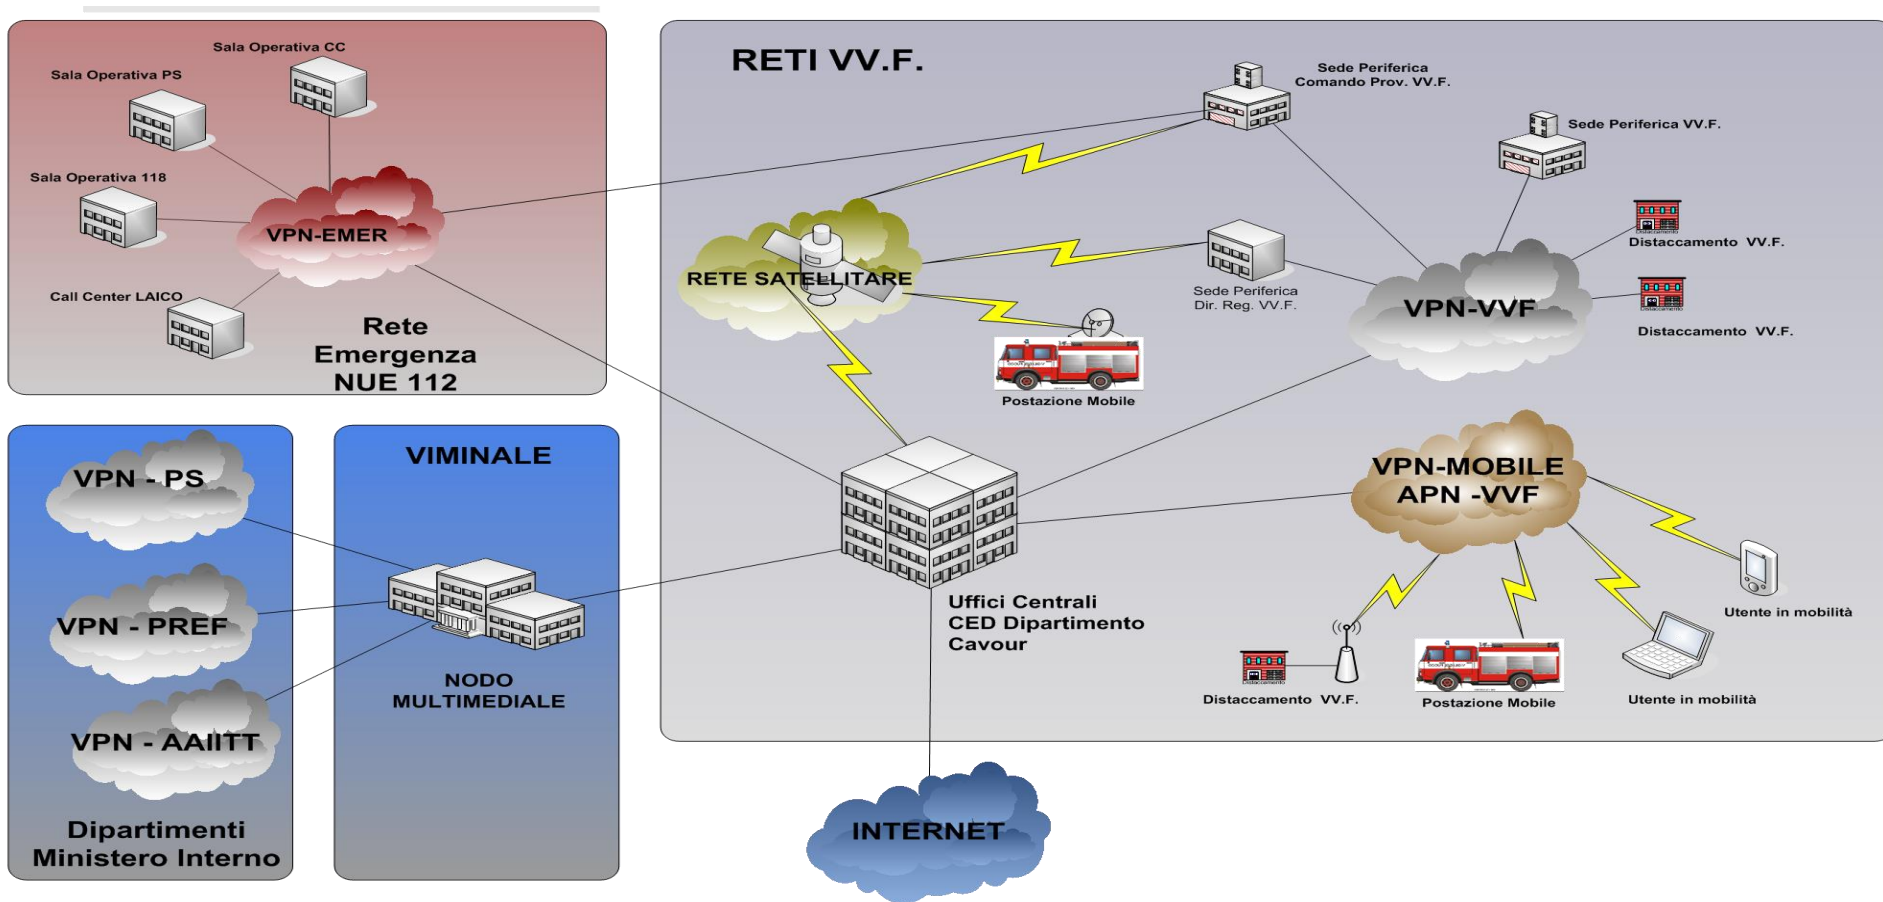 Sala Operativa CC
Sala Operativa PS
Sala Operativa 118
VPN-EMER
Call Center LAICO
Rete
Emergenza
NUE 112
RETI VV.F.
Sede Periferica
Comando Prov. VV.F.
Sede Periferica VV.F.
Distaccamento
Distaccamento VV.F.
Distaccamento
Distaccamento VV.F.
RETE SATELLITARE
Sede Periferica
Dir. Reg. VV.F.
VPN-VVF
Postazione Mobile
VPN - PS
VPN - PREF
VPN - AAIITT
Dipartimenti
Ministero Interno
VIMINALE
NODO
MULTIMEDIALE
Uffici Centrali
CED Dipartimento
Cavour
VPN-MOBILE
APN -VVF
Utente in mobilità
Utente in mobilità
Distaccamento
Distaccamento VV.F.
Postazione Mobile
INTERNET